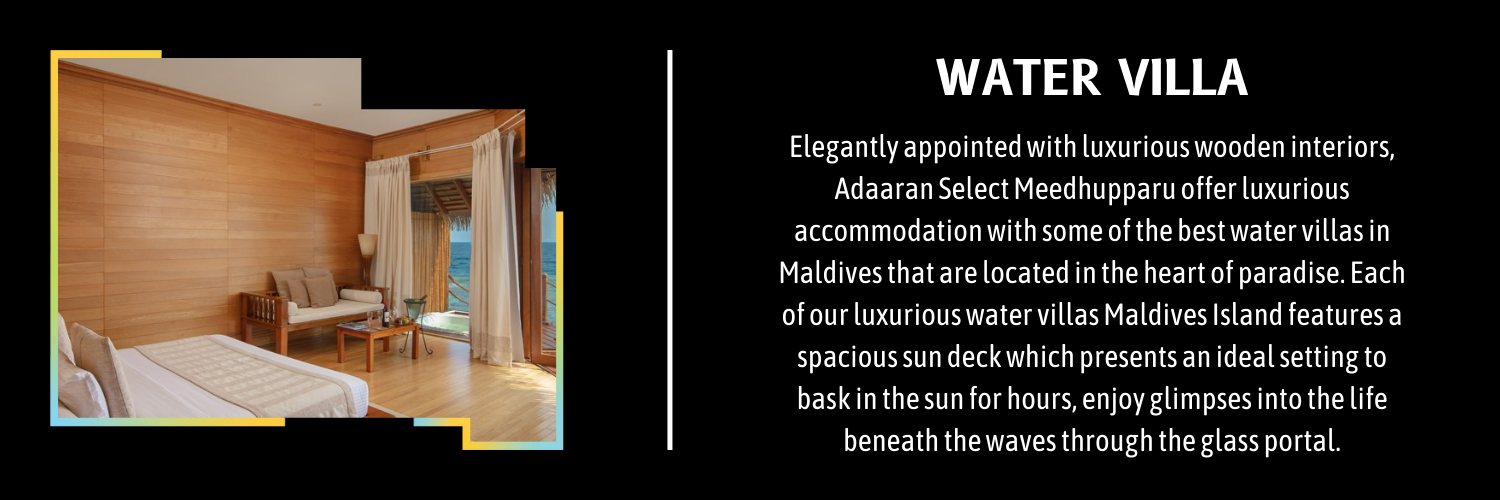 WATER VILLA
Elegantly appointed with luxurious wooden interiors,
Adaaran Select Meedhupparu offer luxurious
accommodation with some of the best water villas in
Maldives that are located in the heart of paradise. Each
of our luxurious water villas Maldives Island features a
spacious sun deck which presents an ideal setting to
bask in the sun for hours, enjoy glimpses into the life
beneath the waves through the glass portal.